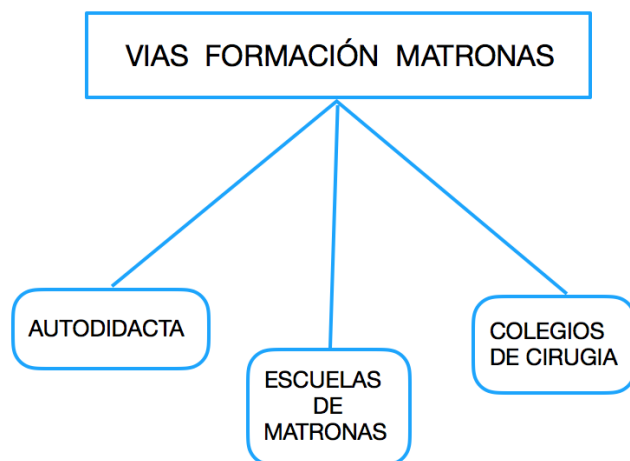 VIAS FORMACIÓN MATRONAS
AUTODIDACTA
ESCUELAS
DE
MATRONAS
COLEGIOS
DE CIRUGIA